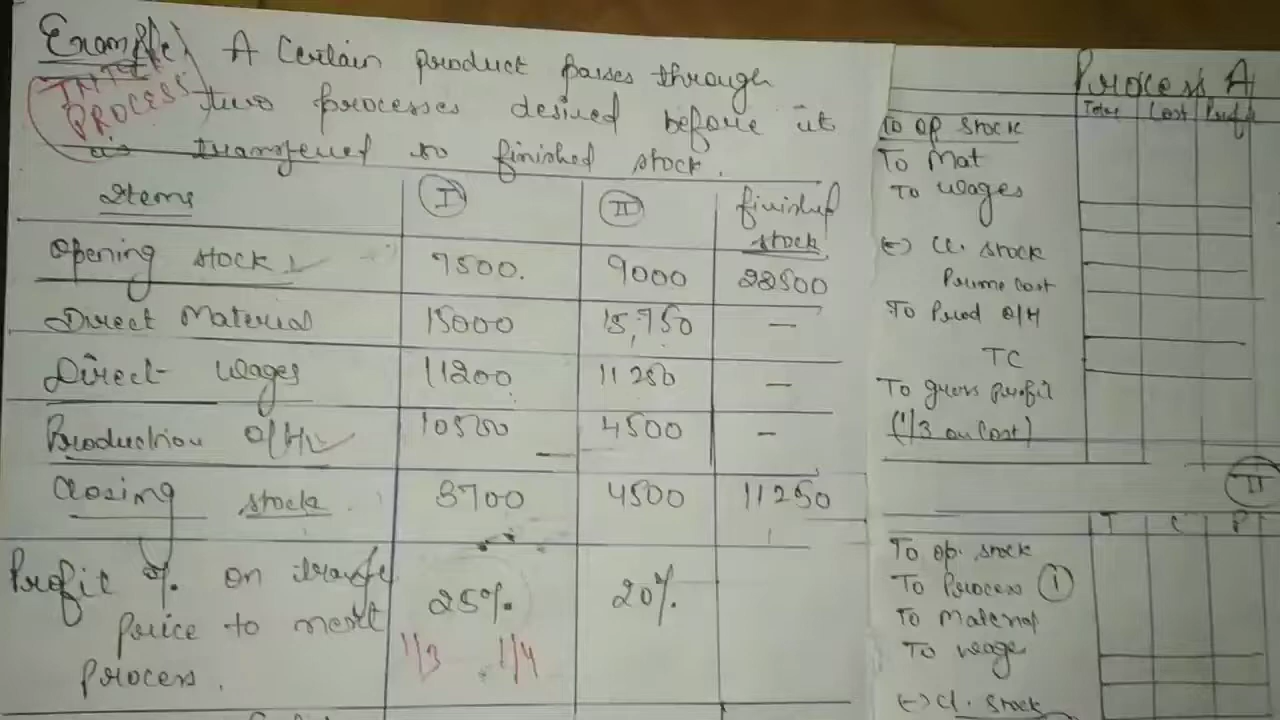 Example) A Certain product passes through
INTER
PROCESS two processes desired before it
as transfered to finished stock.
Items I II finished stock
Opening stock 7500. 9000 22500
Direct Material 15000 15,750 —
Direct wages 11200 11250 —
Production O/H 10500 4500 —
Closing stock 3700 4500 11250
Profit % on transfer 25% 20%
price to next 1/3 1/4
process.
Process A
Total Cost Profit
To op stock
To Mat
To wages
(-) Cl. stock
Prime cost
To Prod O/H
TC
To gross profit
(1/3 on cost)
II
T C P
To op. stock
To Process 1
To Material
To wage
(-) Cl. stock